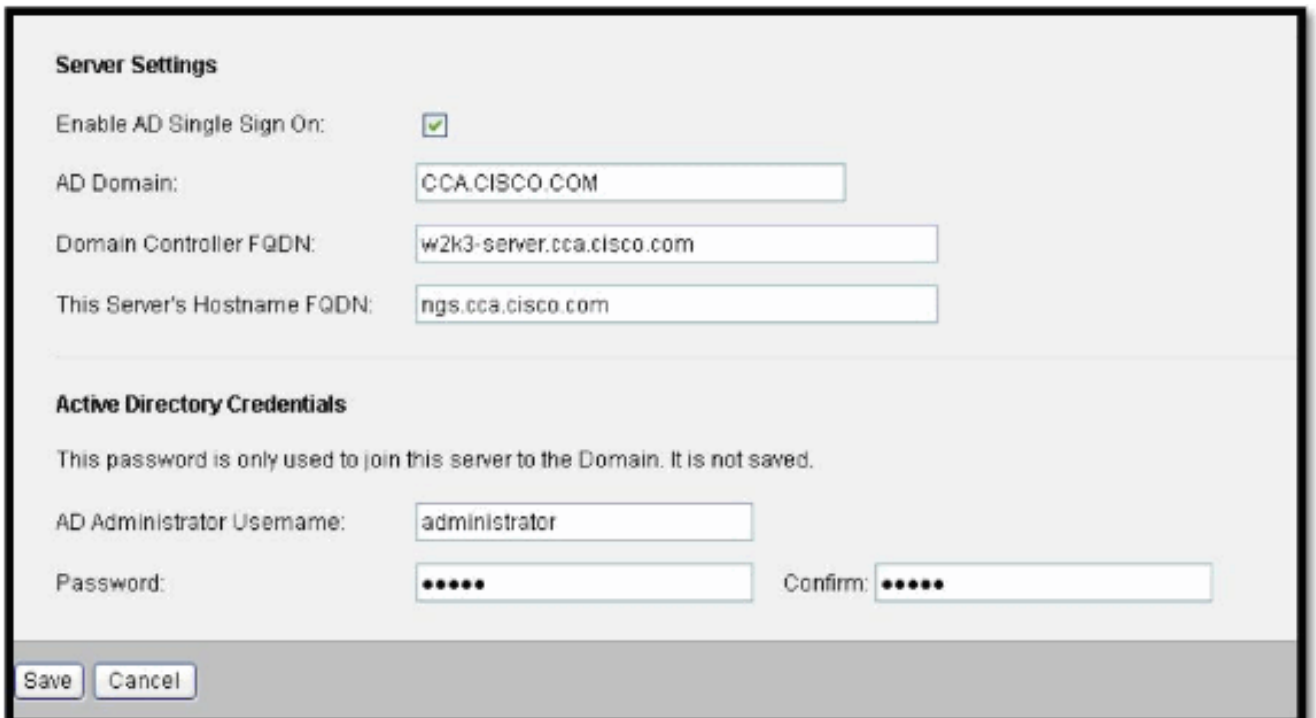 Server Settings
Enable AD Single Sign On:
AD Domain: CCA.CISCO.COM
Domain Controller FQDN: w2k3-server.cca.cisco.com
This Server's Hostname FQDN: ngs.cca.cisco.com
Active Directory Credentials
This password is only used to join this server to the Domain. It is not saved.
AD Administrator Username: administrator
Password: ••••• Confirm: •••••
Save Cancel